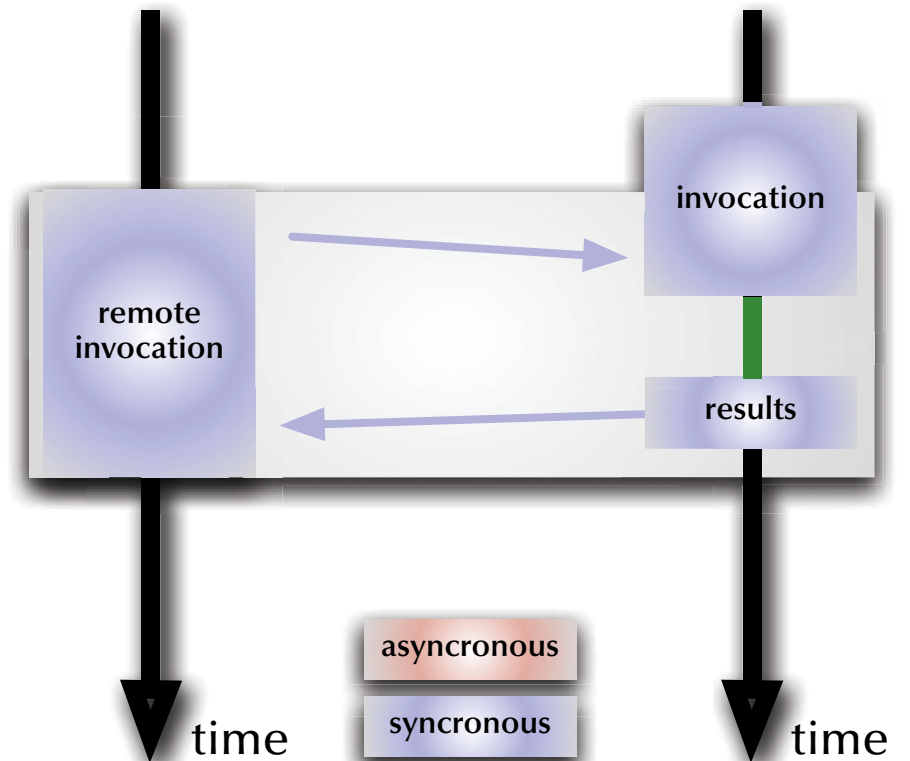 invocation
remote
invocation
results
asyncronous
syncronous
time
time